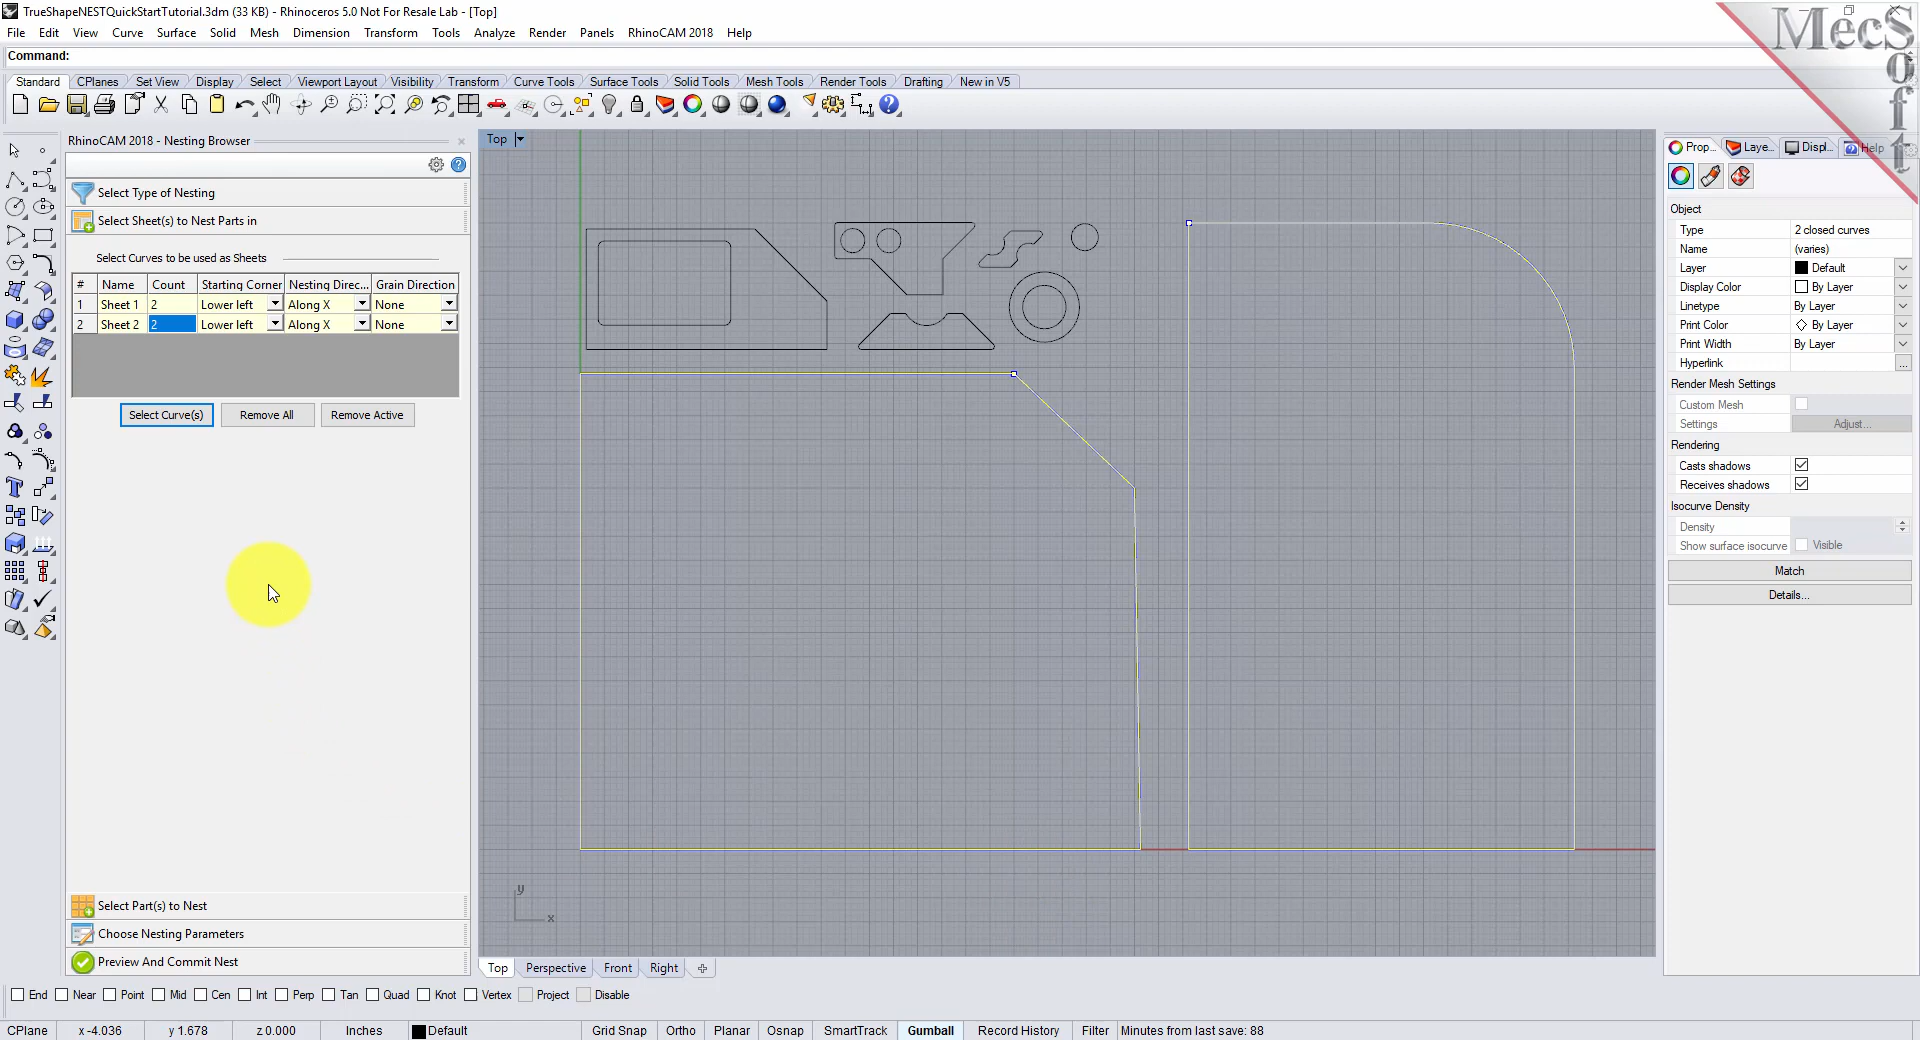 TrueShapeNESTQuickStartTutorial.3dm (33 KB) - Rhinoceros 5.0 Not For Resale Lab - [Top]
File Edit View Curve Surface Solid Mesh Dimension Transform Tools Analyze Render Panels RhinoCAM 2018 Help
MecSoft
Command:
Standard CPlanes Set View Display Select Viewport Layout Visibility Transform Curve Tools Surface Tools Solid Tools Mesh Tools Render Tools Drafting New in V5
RhinoCAM 2018 - Nesting Browser
Select Type of Nesting
Select Sheet(s) to Nest Parts in
Select Curves to be used as Sheets
# Name Count Starting Corner Nesting Direc... Grain Direction
1 Sheet 1 2 Lower left Along X None
2 Sheet 2 2 Lower left Along X None
Select Curve(s) Remove All Remove Active
Select Part(s) to Nest
Choose Nesting Parameters
Preview And Commit Nest
Top
y
x
Top Perspective Front Right
Prop... Laye... Displ... Help
Object
Type 2 closed curves
Name (varies)
Layer Default
Display Color By Layer
Linetype By Layer
Print Color By Layer
Print Width By Layer
Hyperlink ...
Render Mesh Settings
Custom Mesh
Settings Adjust...
Rendering
Casts shadows
Receives shadows
Isocurve Density
Density
Show surface isocurve Visible
Match
Details...
End Near Point Mid Cen Int Perp Tan Quad Knot Vertex Project Disable
CPlane x -4.036 y 1.678 z 0.000 Inches Default Grid Snap Ortho Planar Osnap SmartTrack Gumball Record History Filter Minutes from last save: 88